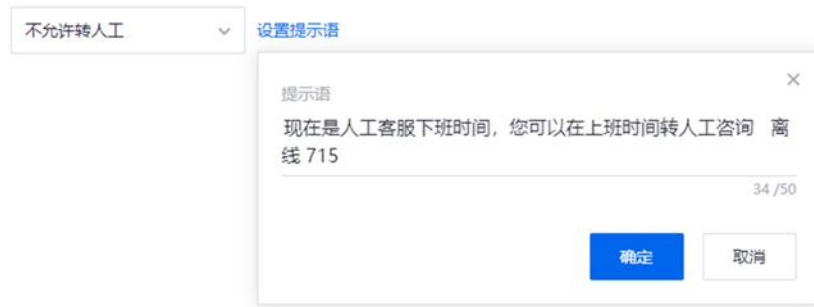 不允许转人工 设置提示语
提示语
现在是人工客服下班时间，您可以在上班时间转人工咨询 离
线 715
34 /50
确定 取消